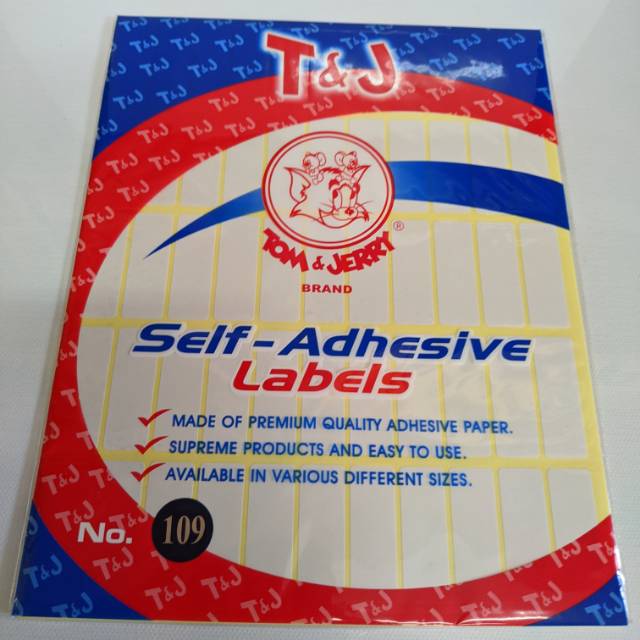 T&J
TOM & JERRY®
BRAND
Self-Adhesive
Labels
MADE OF PREMIUM QUALITY ADHESIVE PAPER.
SUPREME PRODUCTS AND EASY TO USE.
AVAILABLE IN VARIOUS DIFFERENT SIZES.
No. 109